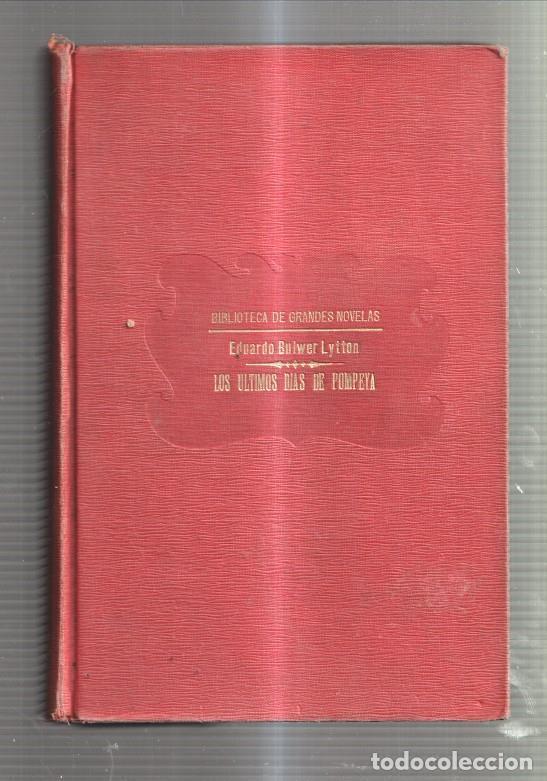 BIBLIOTECA DE GRANDES NOVELAS
Eduardo Bulwer Lytton
LOS ULTIMOS DIAS DE POMPEYA
todocoleccion